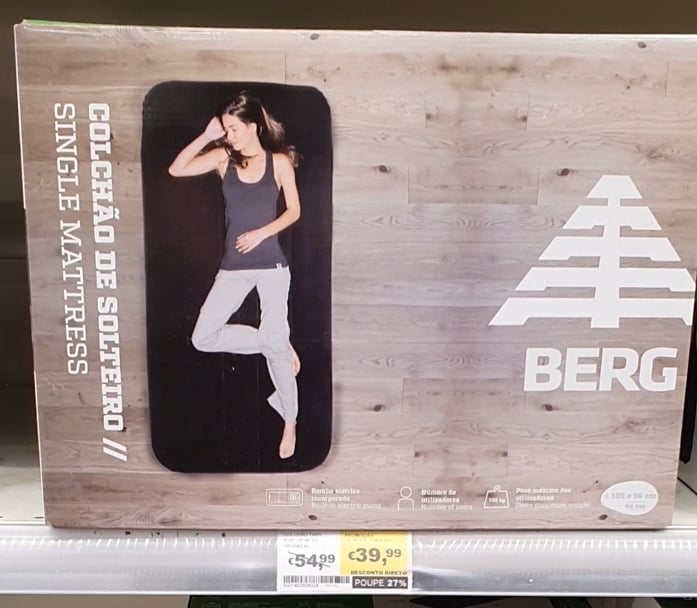 COLCHÃO DE SOLTEIRO //
SINGLE MATTRESS
BERG
Bomba elétrica
incorporada
Built-in electric pump
Número de
utilizadores
Number of users
Peso máximo dos
utilizadores
Users maximum weight
€54,99
€39,99
DESCONTO DIRETO
POUPE 27%